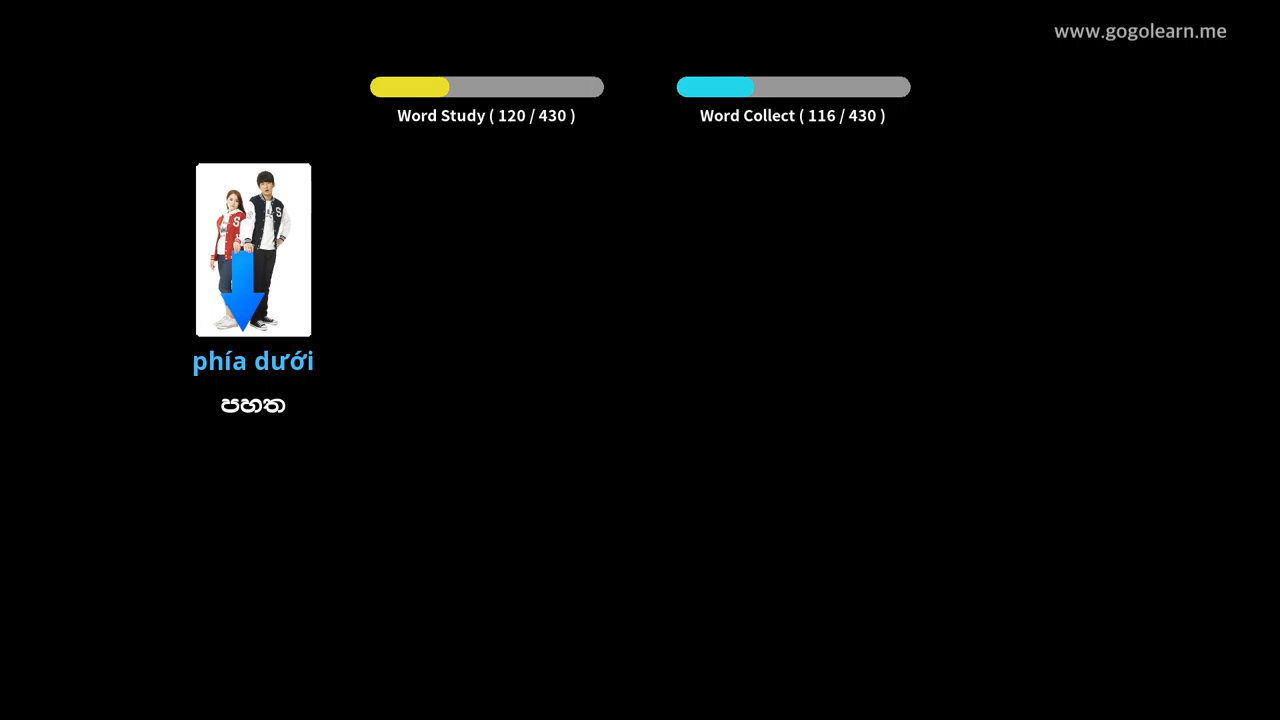 www.gogolearn.me
Word Study ( 120 / 430 )
Word Collect ( 116 / 430 )
S
S
phía dưới
පහත